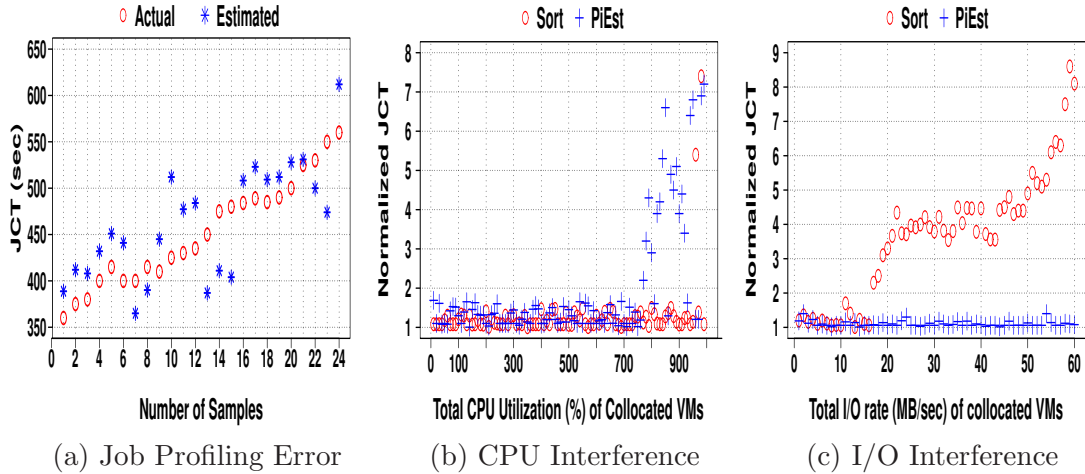 Actual Estimated
JCT (sec)
650
600
550
500
450
400
350
0 2 4 6 8 10 12 14 16 18 20 22 24
Number of Samples
(a) Job Profiling Error
Sort PiEst
Normalized JCT
8
7
6
5
4
3
2
1
0 100 300 500 700 900
Total CPU Utilization (%) of Collocated VMs
(b) CPU Interference
Sort PiEst
Normalized JCT
9
8
7
6
5
4
3
2
1
0 10 20 30 40 50 60
Total I/O rate (MB/sec) of collocated VMs
(c) I/O Interference